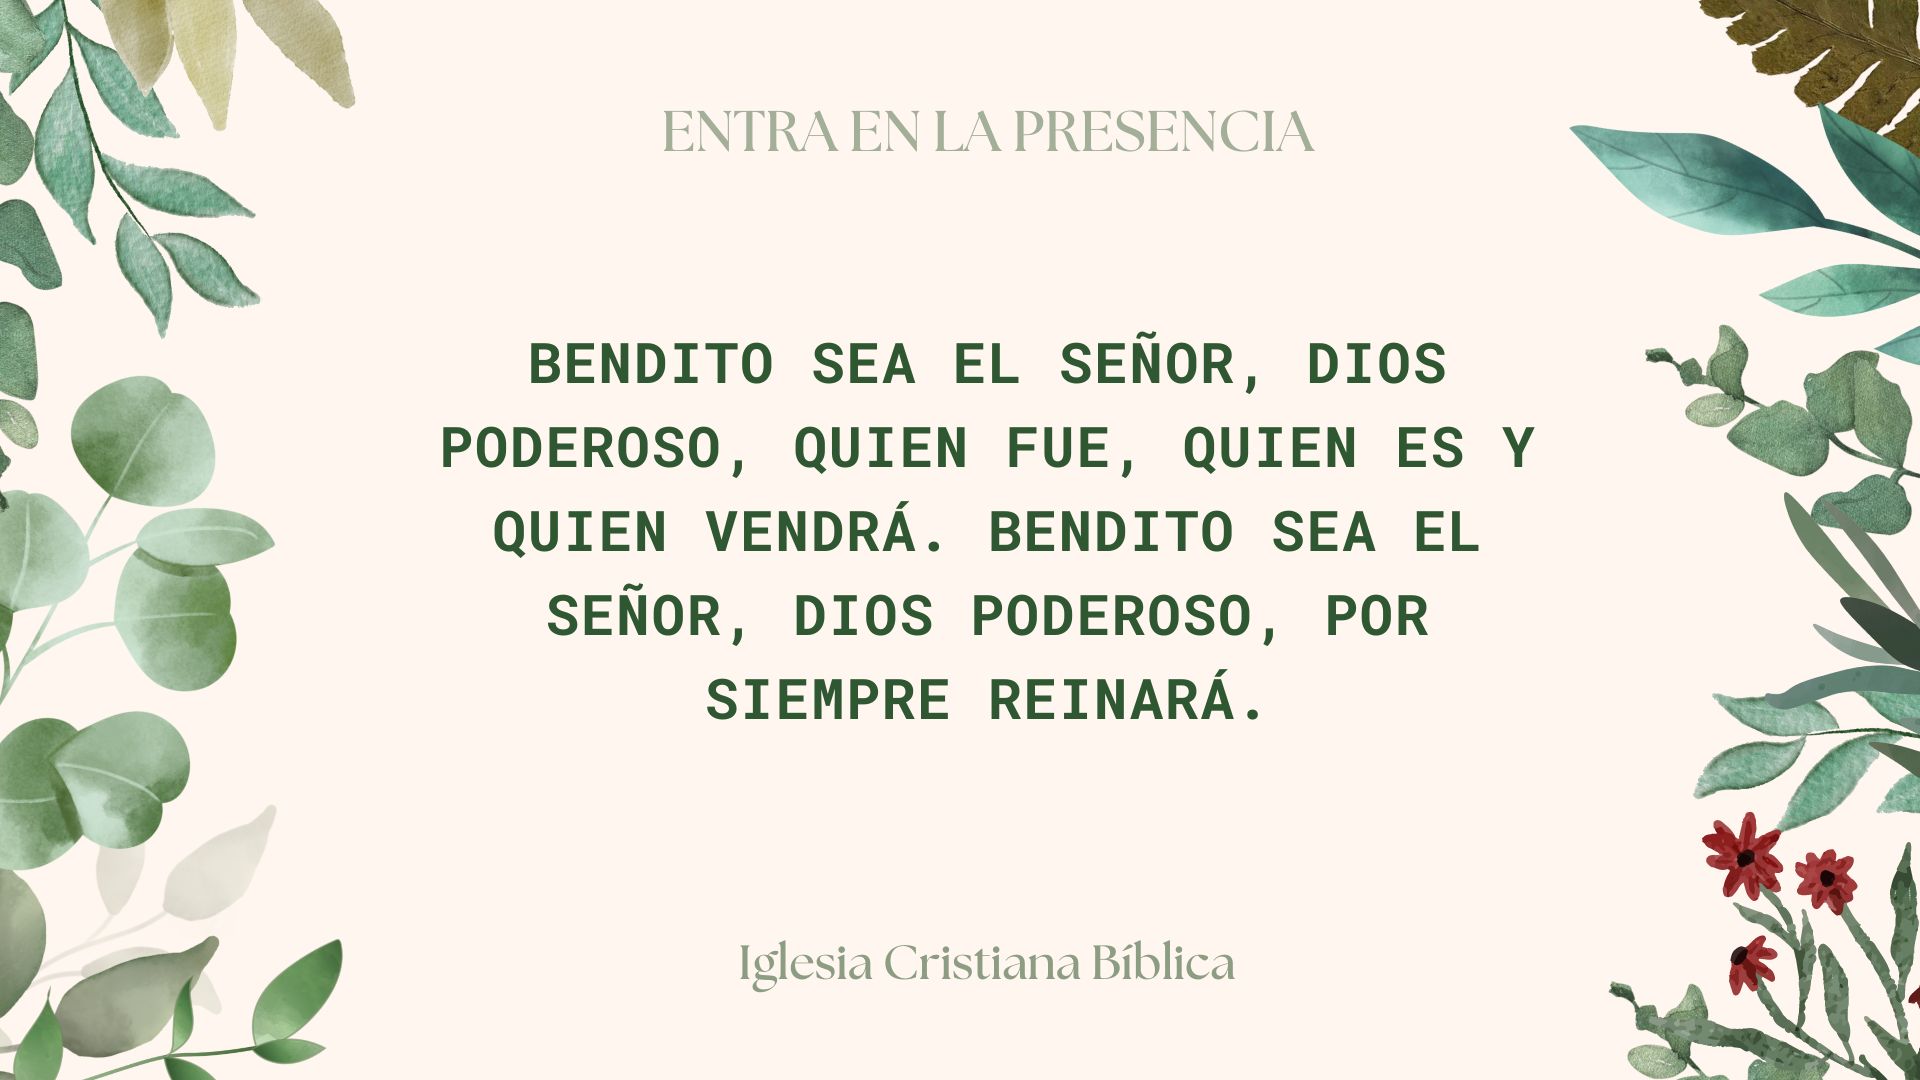 ENTRA EN LA PRESENCIA
BENDITO SEA EL SEÑOR, DIOS
PODEROSO, QUIEN FUE, QUIEN ES Y
QUIEN VENDRÁ. BENDITO SEA EL
SEÑOR, DIOS PODEROSO, POR
SIEMPRE REINARÁ.
Iglesia Cristiana Bíblica